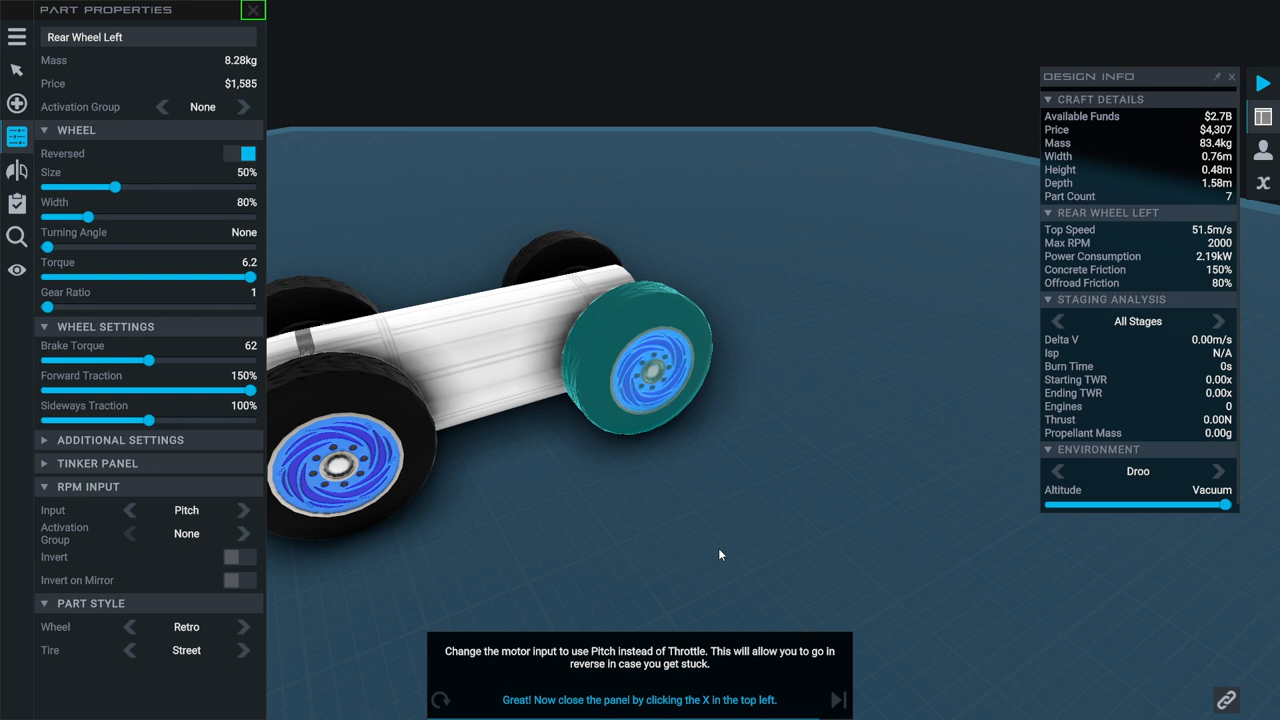 PART PROPERTIES
Rear Wheel Left
Mass 8.28kg
Price $1,585
Activation Group None
WHEEL
Reversed
Size 50%
Width 80%
Turning Angle None
Torque 6.2
Gear Ratio 1
WHEEL SETTINGS
Brake Torque 62
Forward Traction 150%
Sideways Traction 100%
ADDITIONAL SETTINGS
TINKER PANEL
RPM INPUT
Input Pitch
Activation Group None
Invert
Invert on Mirror
PART STYLE
Wheel Retro
Tire Street
Change the motor input to use Pitch instead of Throttle. This will allow you to go in
reverse in case you get stuck.
Great! Now close the panel by clicking the X in the top left.
DESIGN INFO
CRAFT DETAILS
Available Funds $2.7B
Price $4,307
Mass 83.4kg
Width 0.76m
Height 0.48m
Depth 1.58m
Part Count 7
REAR WHEEL LEFT
Top Speed 51.5m/s
Max RPM 2000
Power Consumption 2.19kW
Concrete Friction 150%
Offroad Friction 80%
STAGING ANALYSIS
All Stages
Delta V 0.00m/s
Isp N/A
Burn Time 0s
Starting TWR 0.00x
Ending TWR 0.00x
Engines 0
Thrust 0.00N
Propellant Mass 0.00g
ENVIRONMENT
Droo
Altitude Vacuum